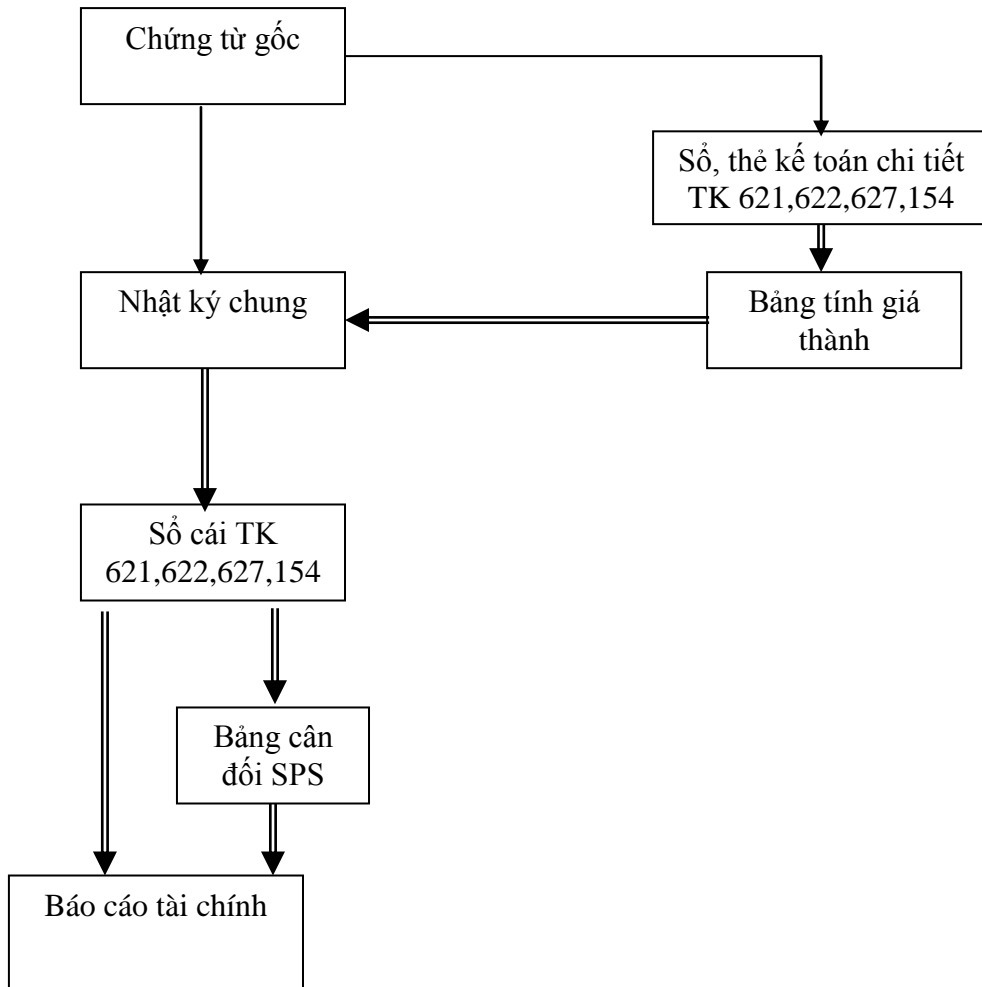 Chứng từ gốc
Sổ, thẻ kế toán chi tiết
TK 621,622,627,154
Nhật ký chung
Bảng tính giá
thành
Sổ cái TK
621,622,627,154
Bảng cân
đối SPS
Báo cáo tài chính